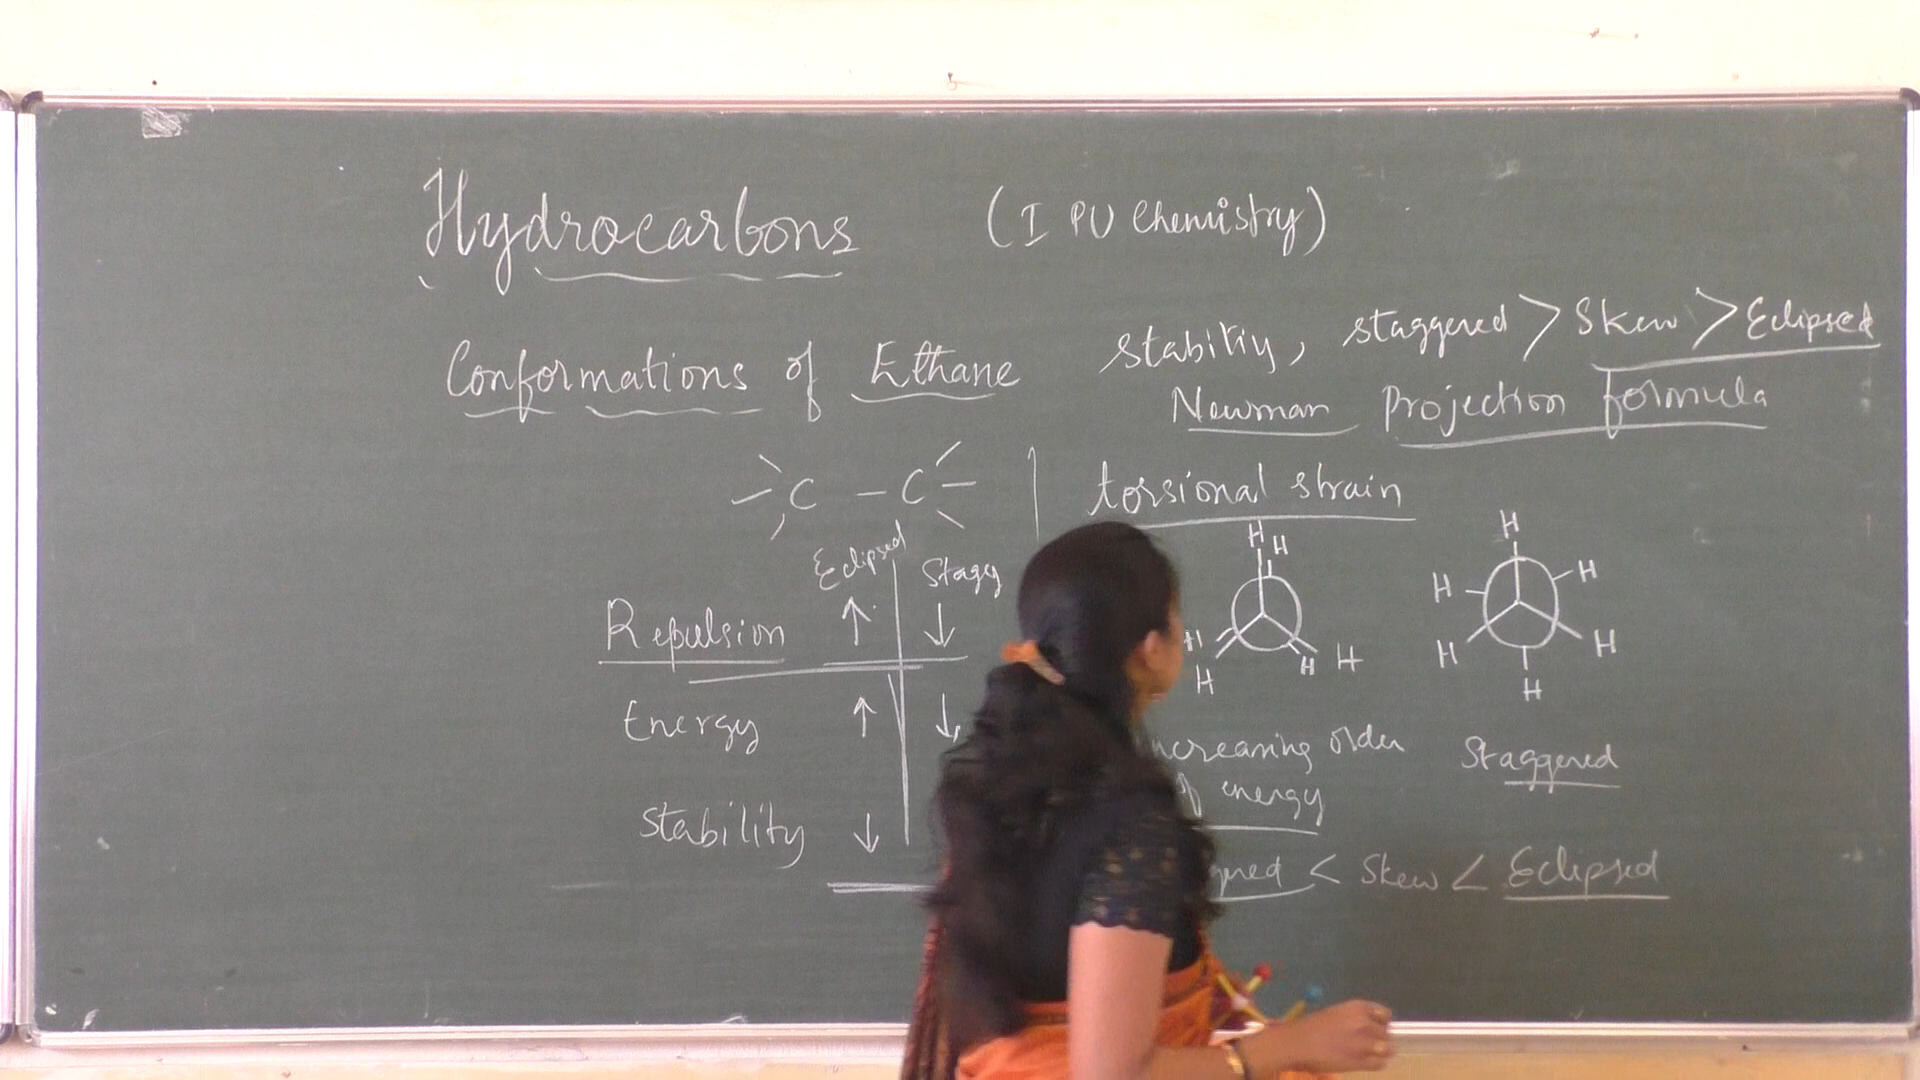 Hydrocarbons (I PU Chemistry)
Conformations of Ethane
stability, staggered > Skew > Eclipsed
Newman Projection formula
C - C
torsional strain
Eclipsed Stagg
Repulsion ↑ ↓
Energy ↑ ↓
Stability ↓
H H
H H
H H
H
H H
H H
H
increasing order
of energy
Staggered
< Skew < Eclipsed